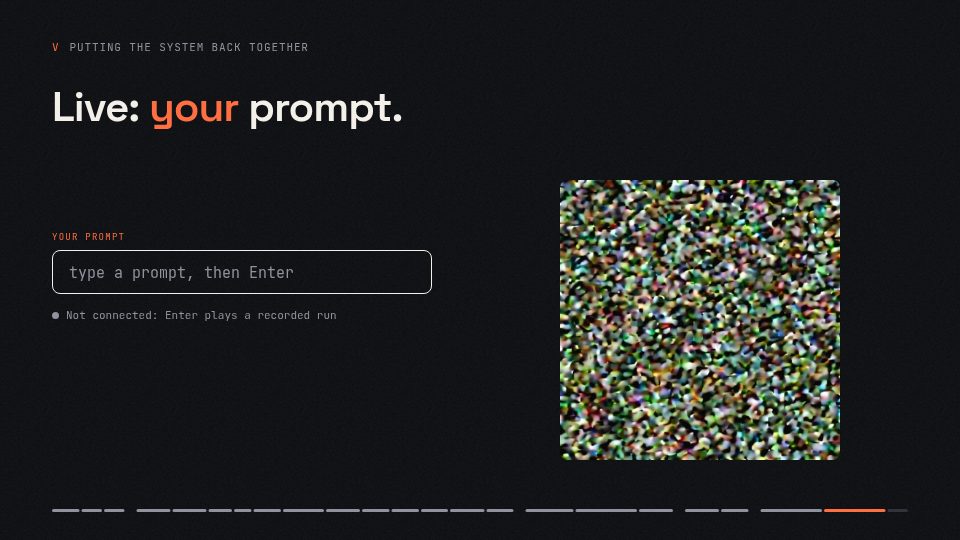 V PUTTING THE SYSTEM BACK TOGETHER
Live: your prompt.
YOUR PROMPT
type a prompt, then Enter
Not connected: Enter plays a recorded run